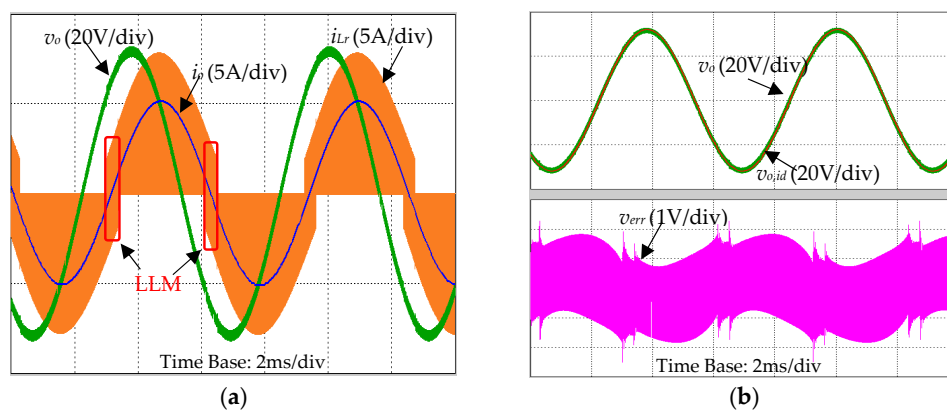 vo (20V/div)
iLr (5A/div)
io (5A/div)
LLM
Time Base: 2ms/div
(a)
vo (20V/div)
vo,id (20V/div)
verr (1V/div)
Time Base: 2ms/div
(b)